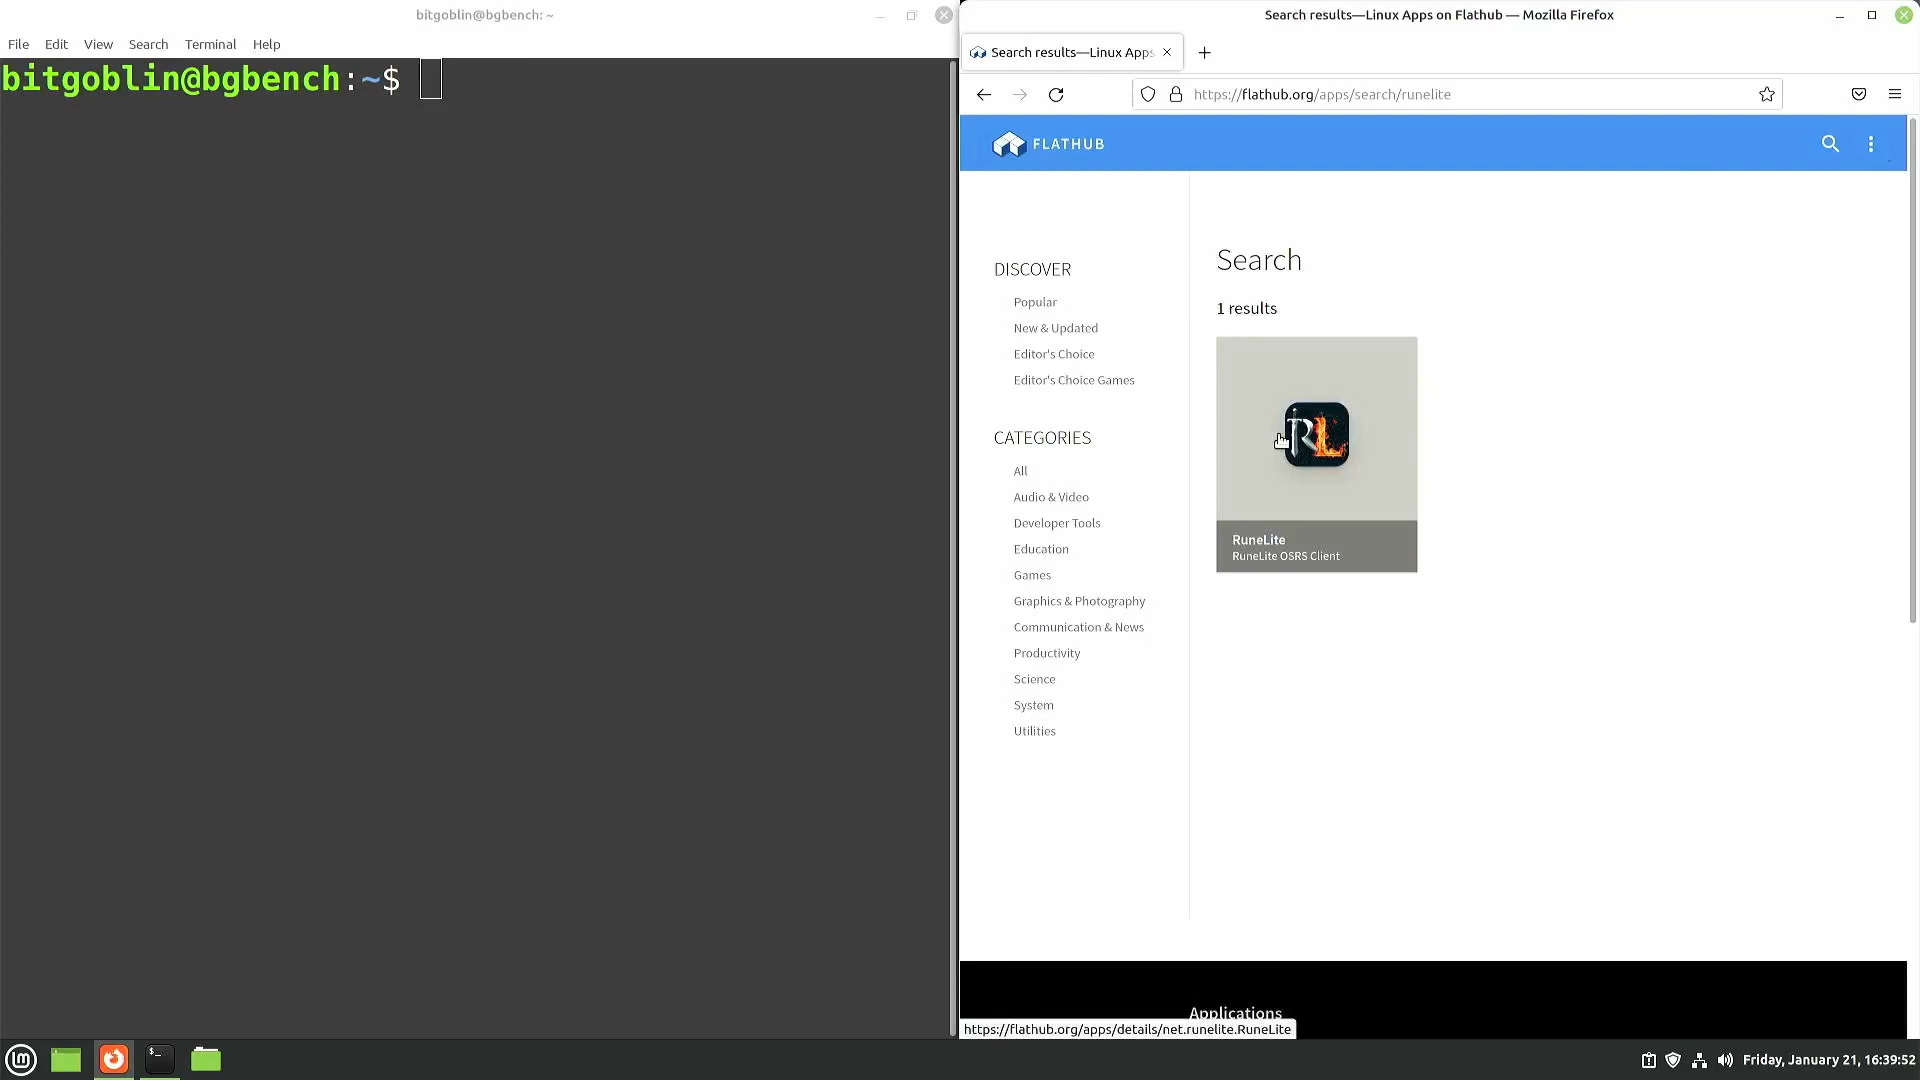 bitgoblin@bgbench: ~
File Edit View Search Terminal Help
bitgoblin@bgbench:~$
Search results—Linux Apps on Flathub — Mozilla Firefox
Search results—Linux Apps
https://flathub.org/apps/search/runelite
FLATHUB
DISCOVER
Popular
New & Updated
Editor's Choice
Editor's Choice Games
CATEGORIES
All
Audio & Video
Developer Tools
Education
Games
Graphics & Photography
Communication & News
Productivity
Science
System
Utilities
Search
1 results
RL
RuneLite
RuneLite OSRS Client
Applications
https://flathub.org/apps/details/net.runelite.RuneLite
lm
$_
Friday, January 21, 16:39:52